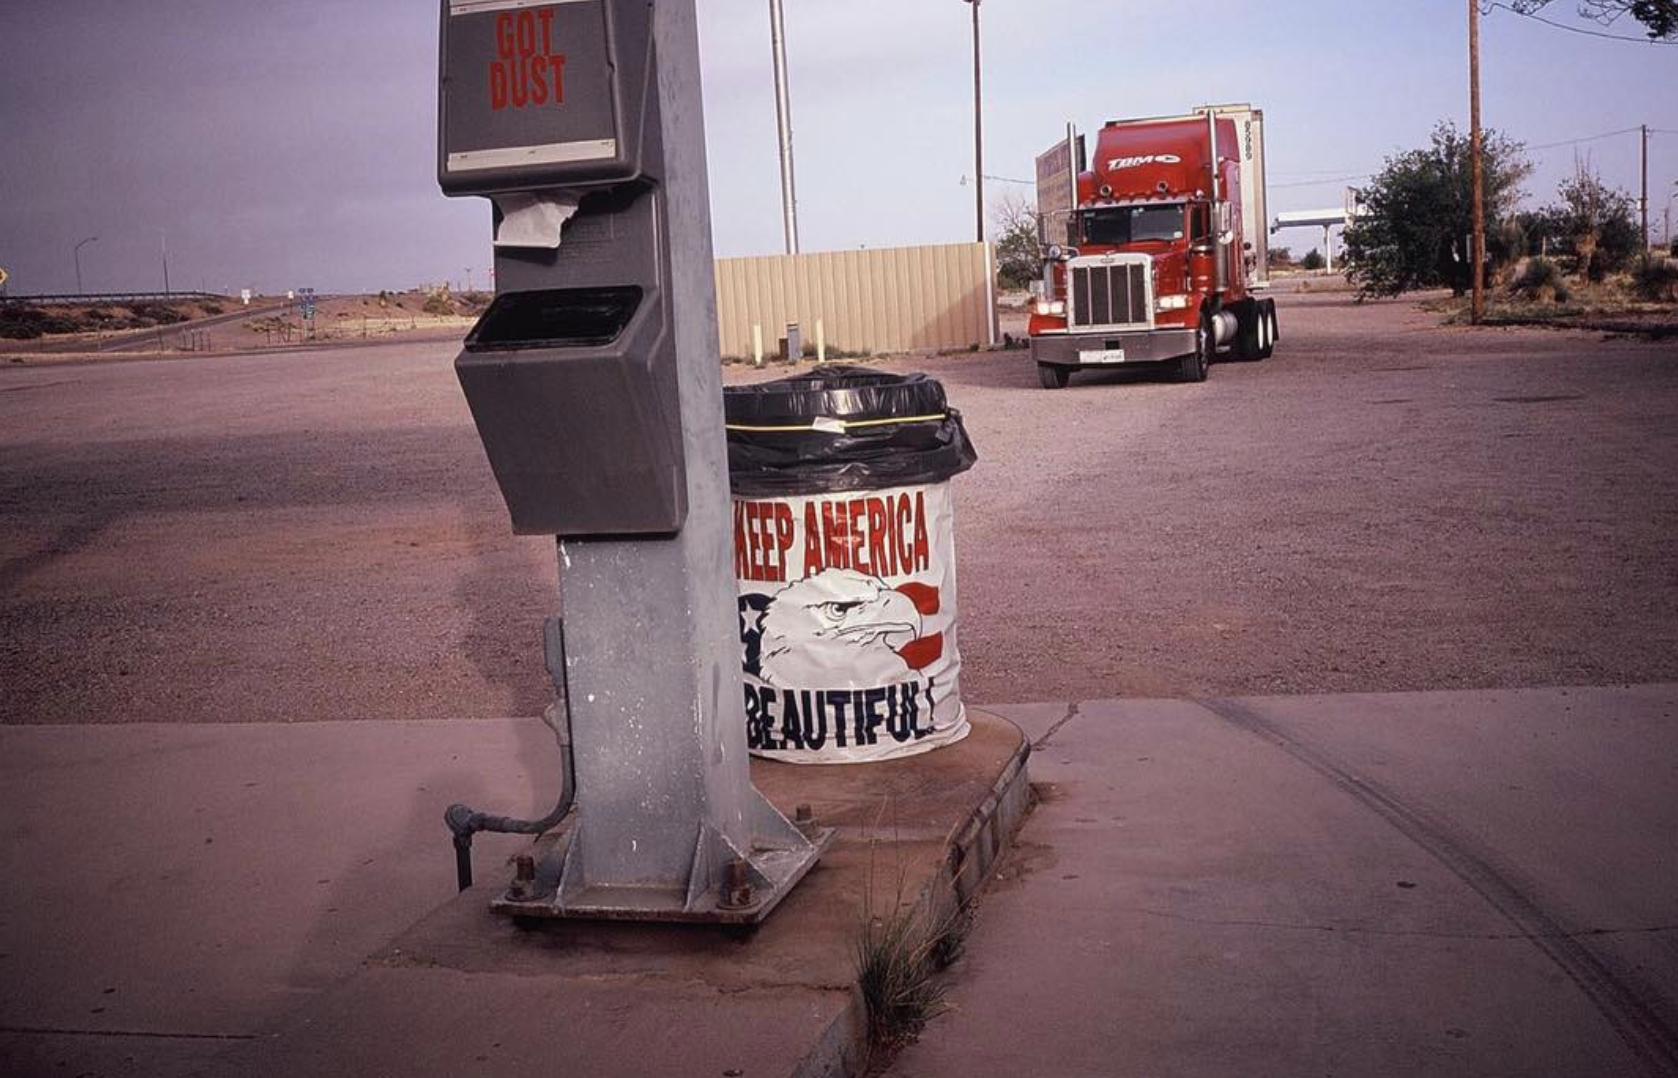 GOT
DUST
TDM
KEEP AMERICA
BEAUTIFUL!